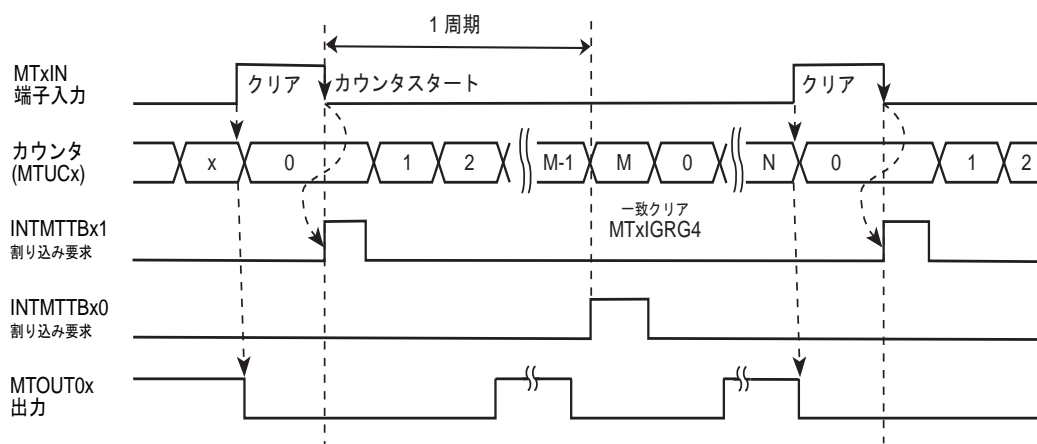 1 周期
MTxIN
端子入力
クリア
カウンタスタート
クリア
カウンタ
(MTUCx)
x
0
1
2
M-1
M
0
N
0
1
2
一致クリア
MTxIGRG4
INTMTTBx1
割り込み要求
INTMTTBx0
割り込み要求
MTOUT0x
出力